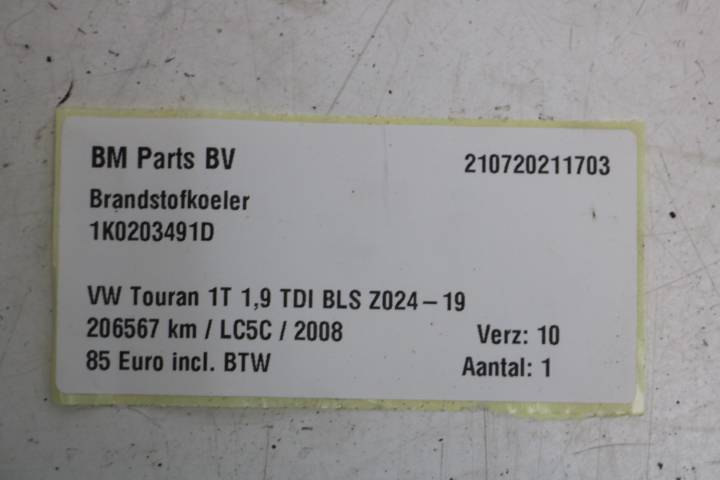 BM Parts BV 210720211703
Brandstofkoeler
1K0203491D
VW Touran 1T 1,9 TDI BLS Z024-19
206567 km / LC5C / 2008 Verz: 10
85 Euro incl. BTW Aantal: 1